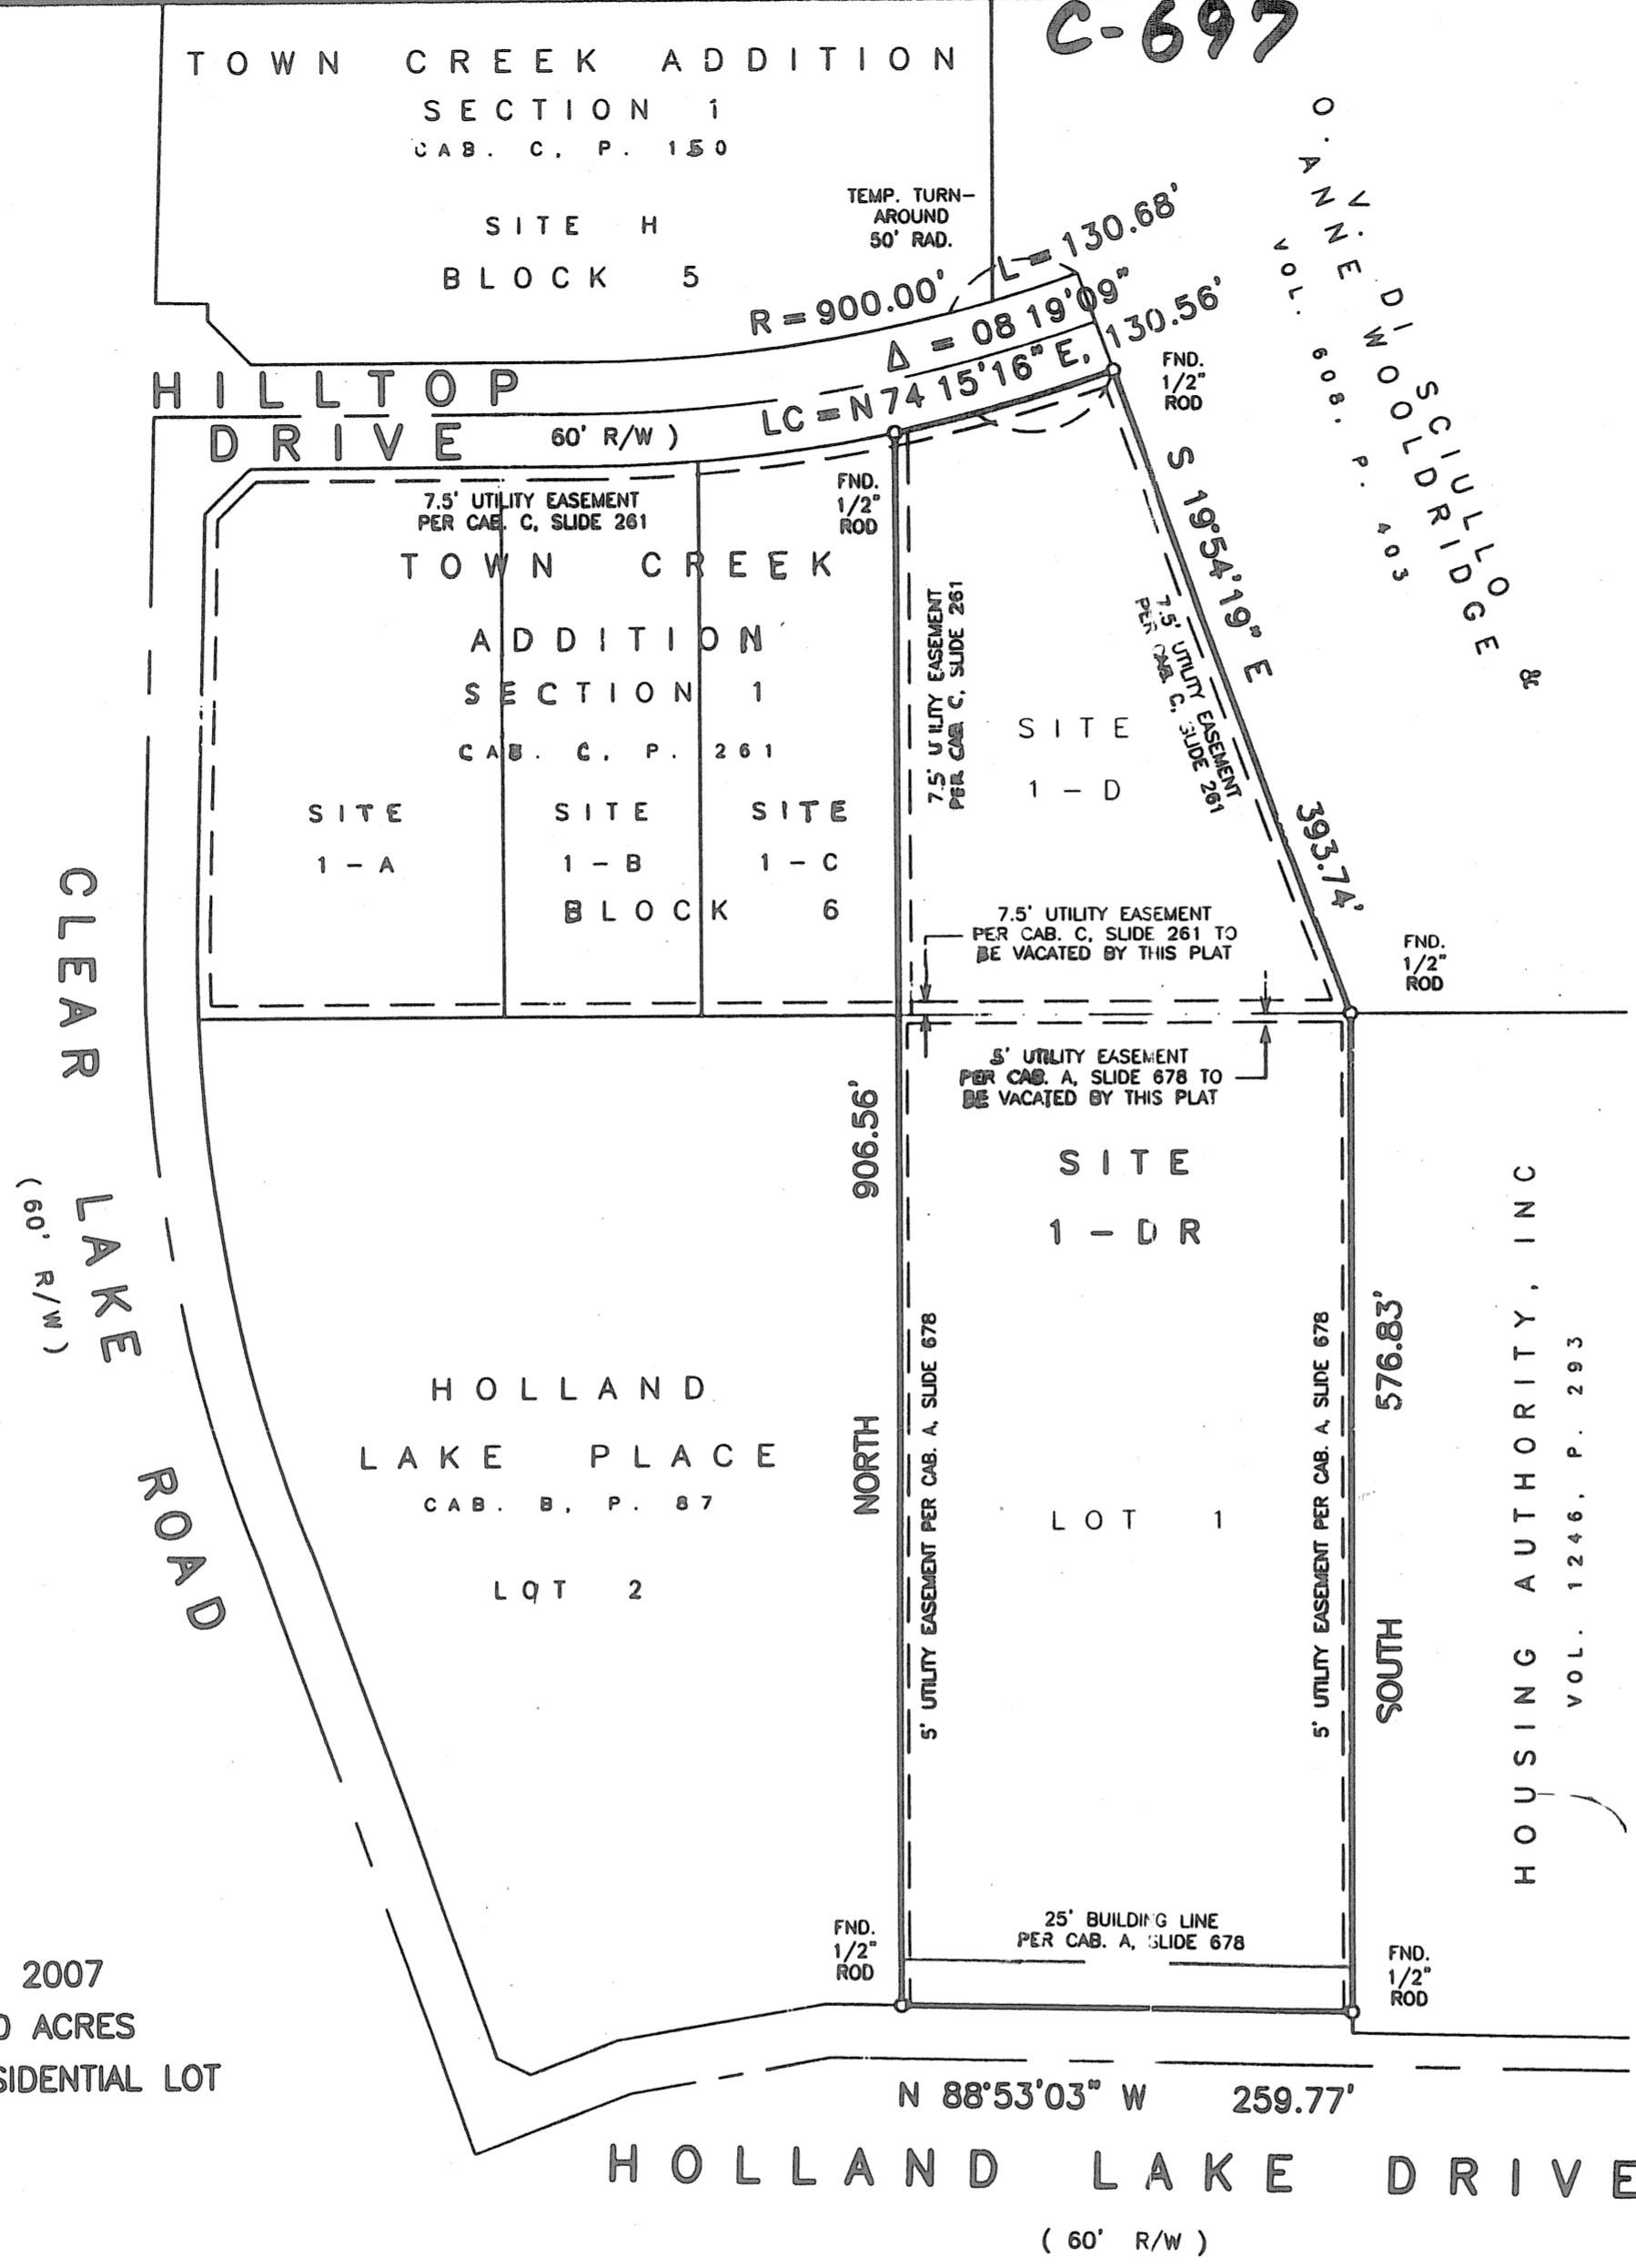 C-697
TOWN CREEK ADDITION
SECTION 1
CAB. C, P. 150
SITE H
BLOCK 5
TEMP. TURN-
AROUND
50' RAD.
R = 900.00'
L = 130.68'
Δ = 08 19'09"
LC = N 74 15'16" E, 130.56'
HILLTOP
DRIVE
60' R/W )
V. DI SCIULLO &
O. ANNE WOOLDRIDGE
VOL. 608, P. 403
FND.
1/2"
ROD
FND.
1/2"
ROD
S 19°54'19" E
393.74'
7.5' UTILITY EASEMENT
PER CAB. C, SLIDE 261
TOWN CREEK
ADDITION
SECTION 1
CAB. C, P. 261
SITE
1-A
SITE
1-B
SITE
1-C
BLOCK 6
7.5' UTILITY EASEMENT
PER CAB. C, SLIDE 261
7.5' UTILITY EASEMENT
PER CAB. C, SLIDE 261
SITE
1-D
7.5' UTILITY EASEMENT
PER CAB. C, SLIDE 261 TO
BE VACATED BY THIS PLAT
FND.
1/2"
ROD
5' UTILITY EASEMENT
PER CAB. A, SLIDE 678 TO
BE VACATED BY THIS PLAT
CLEAR LAKE ROAD
( 60' R/W )
SITE
1-DR
NORTH 906.56'
SOUTH 576.83'
5' UTILITY EASEMENT PER CAB. A, SLIDE 678
5' UTILITY EASEMENT PER CAB. A, SLIDE 678
HOLLAND
LAKE PLACE
CAB. B, P. 87
LOT 2
LOT 1
HOUSING AUTHORITY, INC
VOL. 1246, P. 293
25' BUILDING LINE
PER CAB. A, SLIDE 678
FND.
1/2"
ROD
FND.
1/2"
ROD
2007
ACRES
SIDENTIAL LOT
N 88°53'03" W 259.77'
HOLLAND LAKE DRIVE
( 60' R/W )